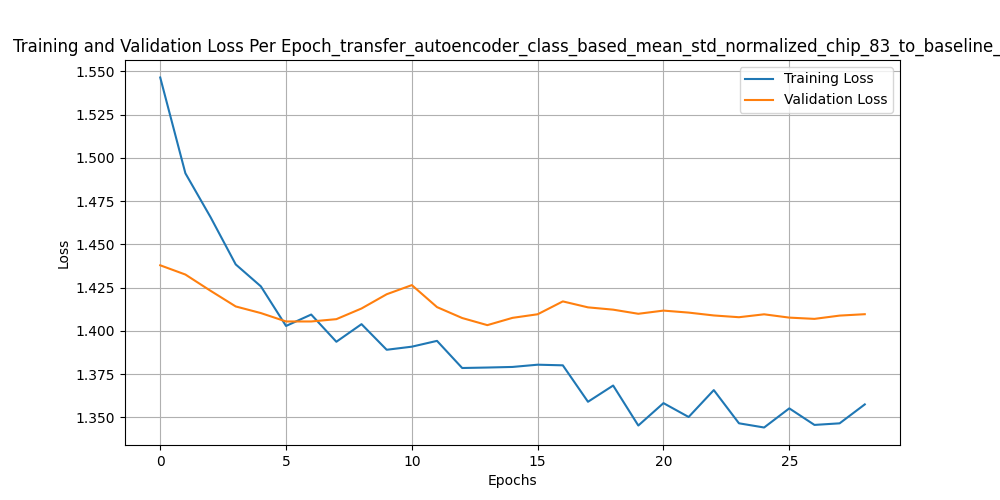 Training and Validation Loss Per Epoch_transfer_autoencoder_class_based_mean_std_normalized_chip_83_to_baseline_
Training Loss
Validation Loss
1.550
1.525
1.500
1.475
1.450
1.425
1.400
1.375
1.350
Loss
0 5 10 15 20 25
Epochs